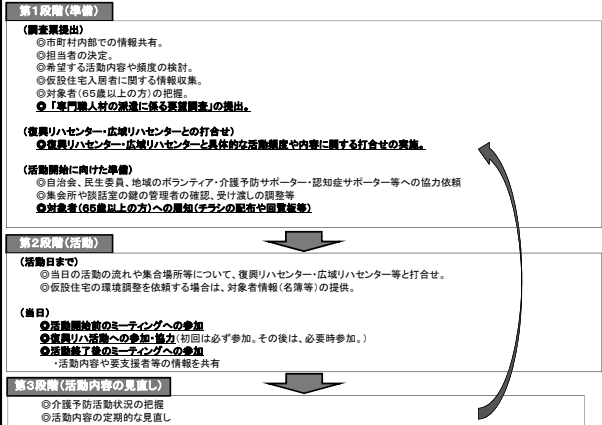 第1段階(準備)
(調査票提出)
◎市町村内部での情報共有。
◎担当者の決定。
◎希望する活動内容や頻度の検討。
◎仮設住宅入居者に関する情報収集。
◎対象者(65歳以上の方)の把握。
◎「専門職人材の派遣に係る要望調査」の提出。
(復興リハセンター・広域リハセンターとの打合せ)
◎復興リハセンター・広域リハセンターと具体的な活動頻度や内容に関する打合せの実施。
(活動開始に向けた準備)
◎自治会、民生委員、地域のボランティア・介護予防サポーター・認知症サポーター等への協力依頼
◎集会所や談話室の鍵の管理者の確認、受け渡しの調整等
◎対象者(65歳以上の方)への周知(チラシの配布や回覧板等)
第2段階(活動)
(活動日まで)
◎当日の活動の流れや集合場所等について、復興リハセンター・広域リハセンター等と打合せ。
◎仮設住宅の環境調整を依頼する場合は、対象者情報(名簿等)の提供。
(当日)
◎活動開始前のミーティングへの参加
◎復興リハ活動への参加・協力(初回は必ず参加。その後は、必要時参加。)
◎活動終了後のミーティングへの参加
・活動内容や要支援者等の情報を共有
第3段階(活動内容の見直し)
◎介護予防活動状況の把握
◎活動内容の定期的な見直し